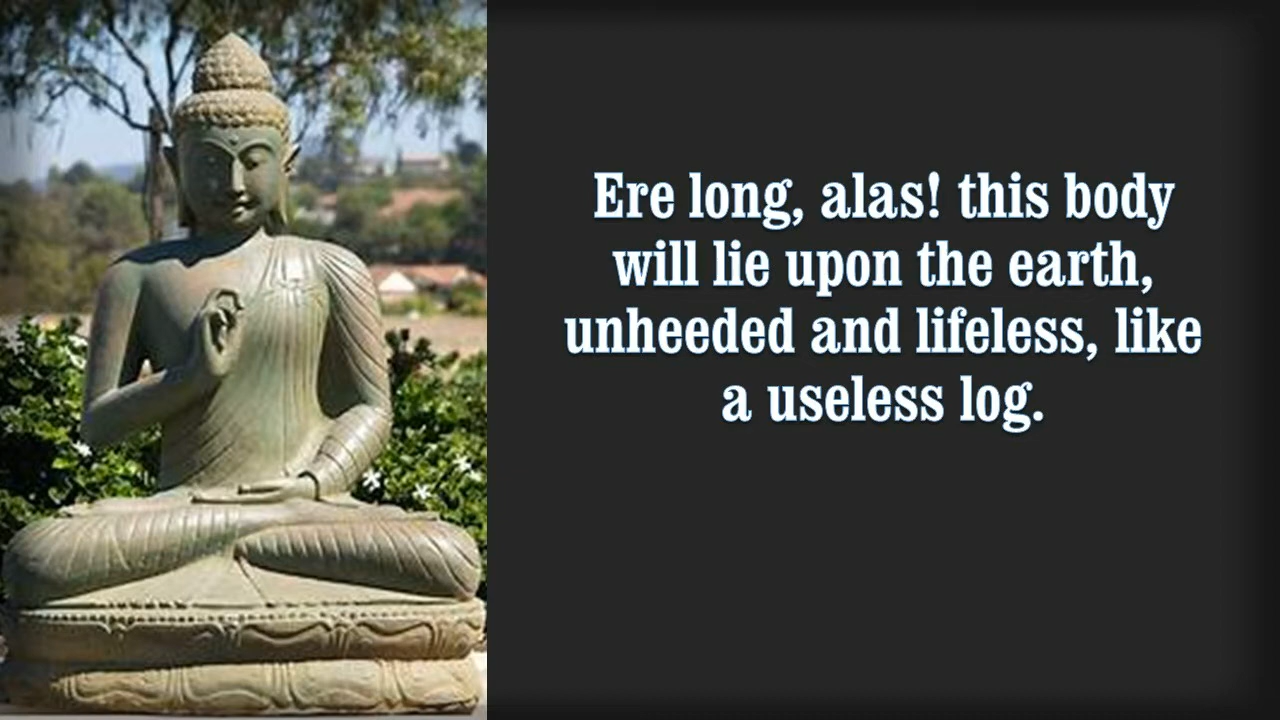 Ere long, alas! this body
will lie upon the earth,
unheeded and lifeless, like
a useless log.